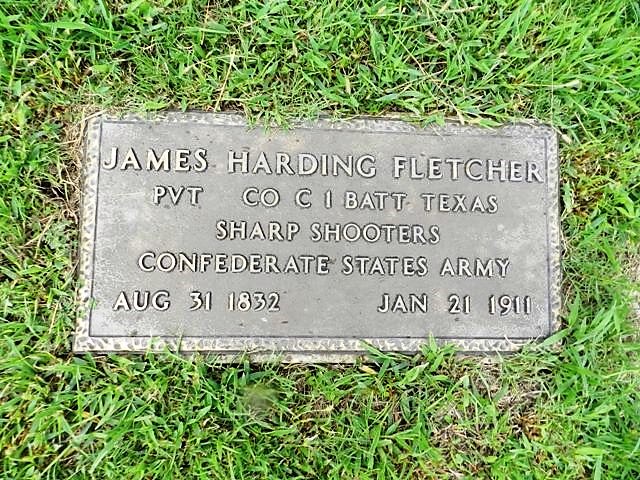 JAMES HARDING FLETCHER
PVT CO C 1 BATT TEXAS
SHARP SHOOTERS
CONFEDERATE STATES ARMY
AUG 31 1832 JAN 21 1911